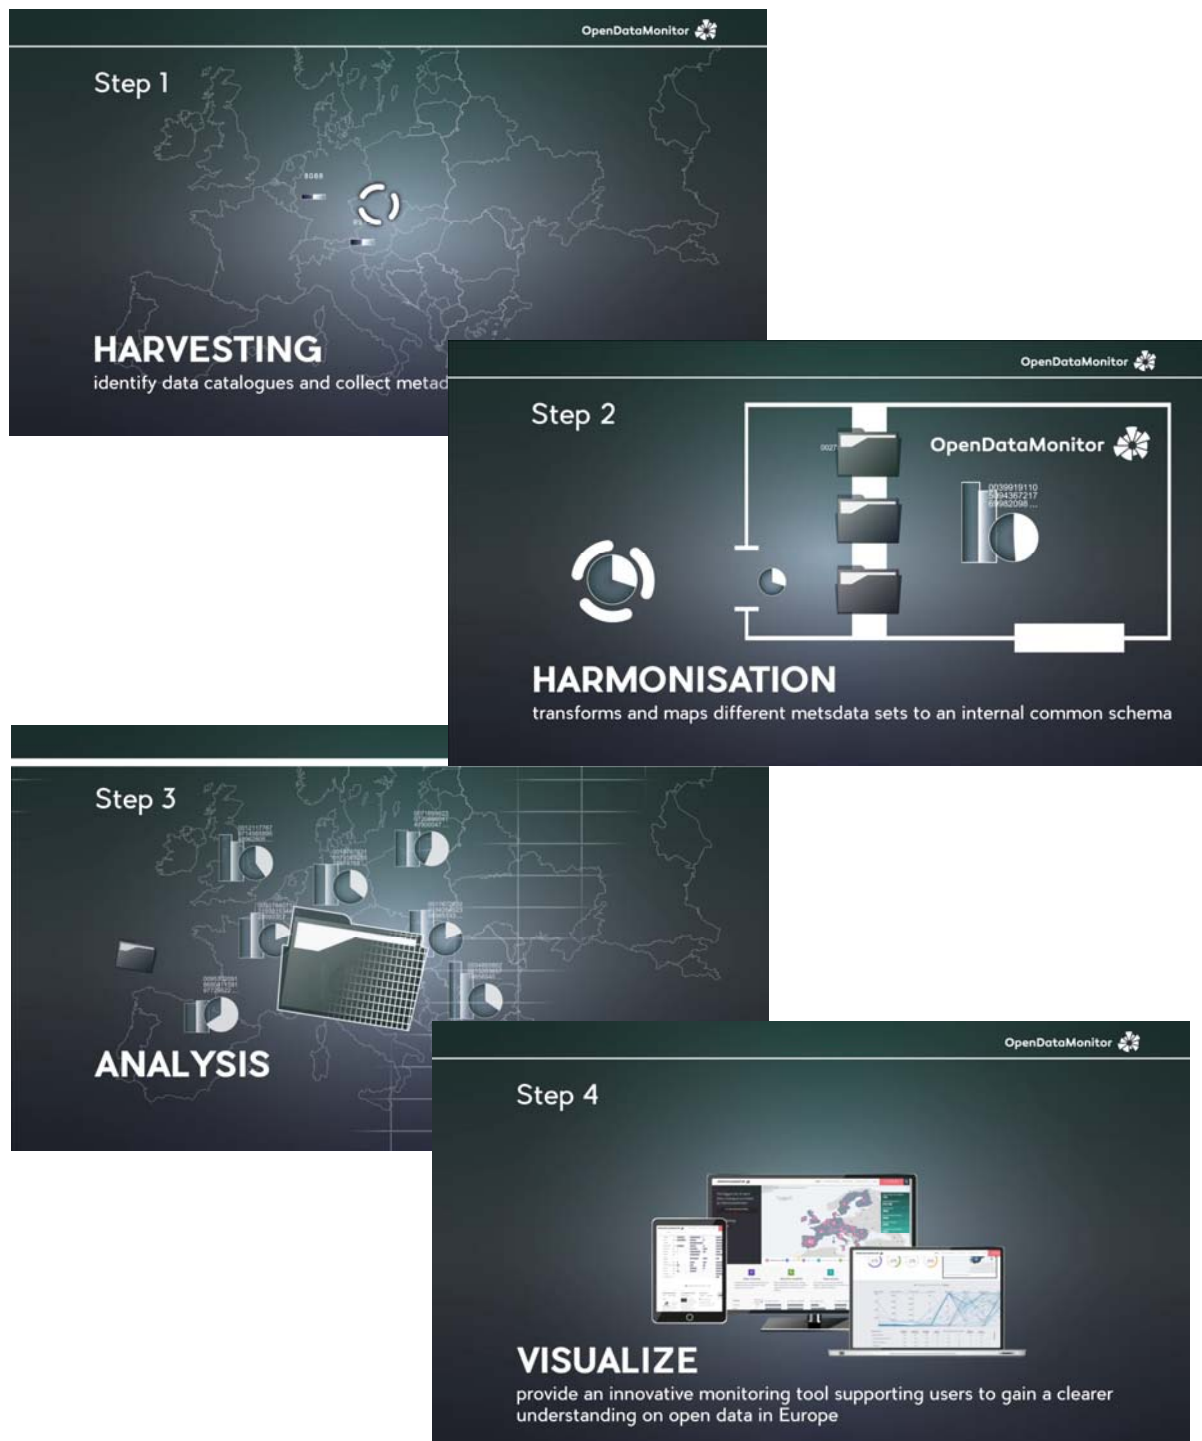 OpenDataMonitor
Step 1
8088
HARVESTING
identify data catalogues and collect metad
OpenDataMonitor
Step 2
0027
OpenDataMonitor
0039919110
5094367217
69982098 ...
HARMONISATION
transforms and maps different metsdata sets to an internal common schema
Step 3
ANALYSIS
OpenDataMonitor
Step 4
VISUALIZE
provide an innovative monitoring tool supporting users to gain a clearer
understanding on open data in Europe